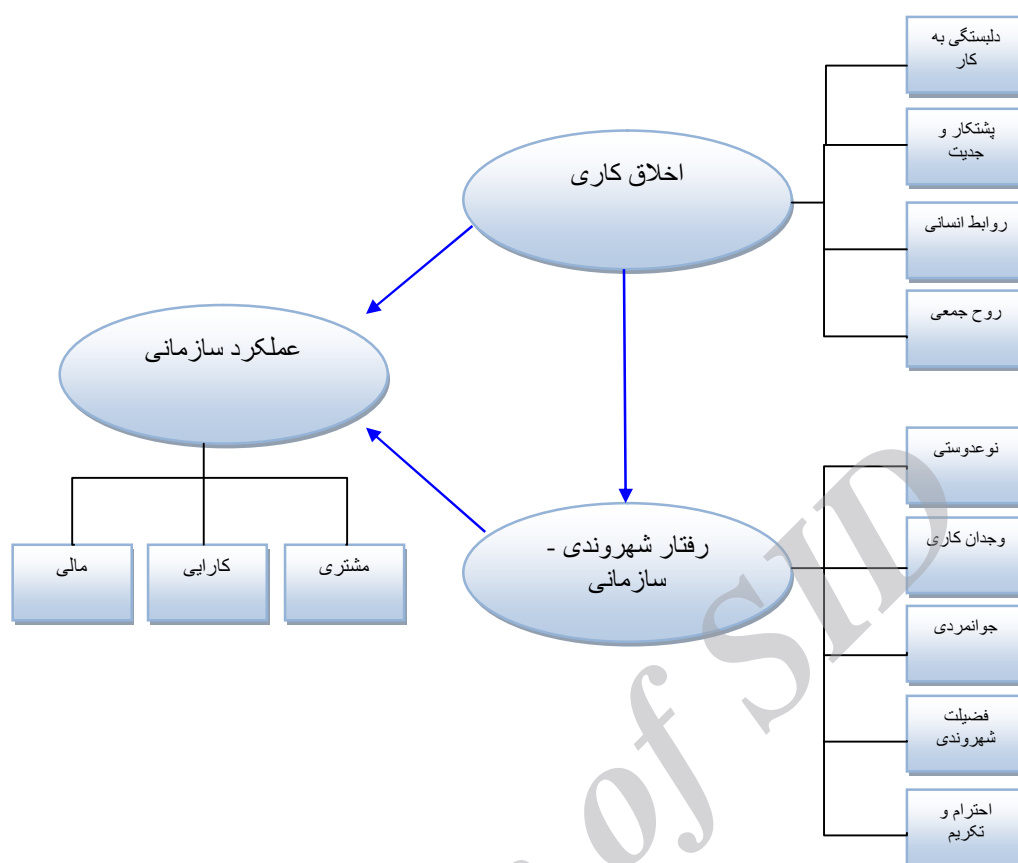 دلبستگی به
کار
پشتکار و
جدیت
روابط انسانی
روح جمعی
اخلاق کاری
عملکرد سازمانی
مشتری
کارایی
مالی
رفتار شهروندی -
سازمانی
نوعدوستی
وجدان کاری
جوانمردی
فضیلت
شهروندی
احترام و
تکریم
of SID